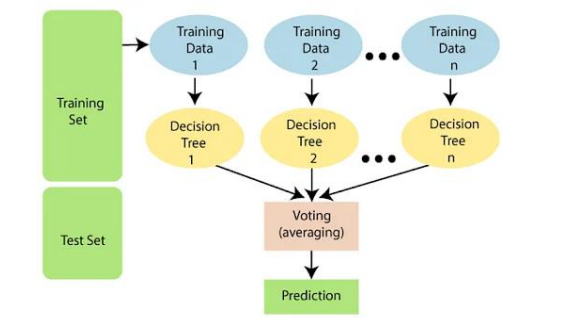 Training
Set
Test Set
Training
Data
1
Training
Data
2
Training
Data
n
Decision
Tree
1
Decision
Tree
2
Decision
Tree
n
Voting
(averaging)
Prediction